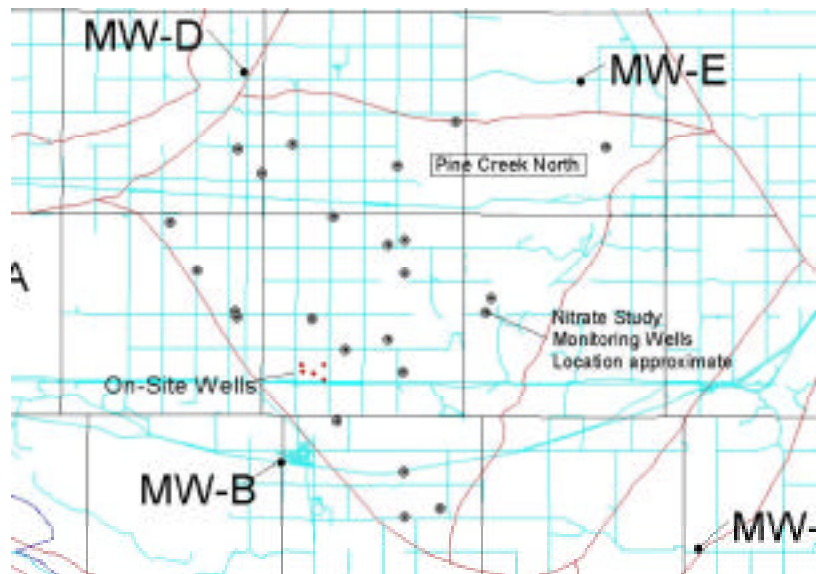 MW-D
MW-E
Pine Creek North
A
Nitrate Study
Monitoring Wells
Location approximate
On-Site Wells
MW-B
MW-